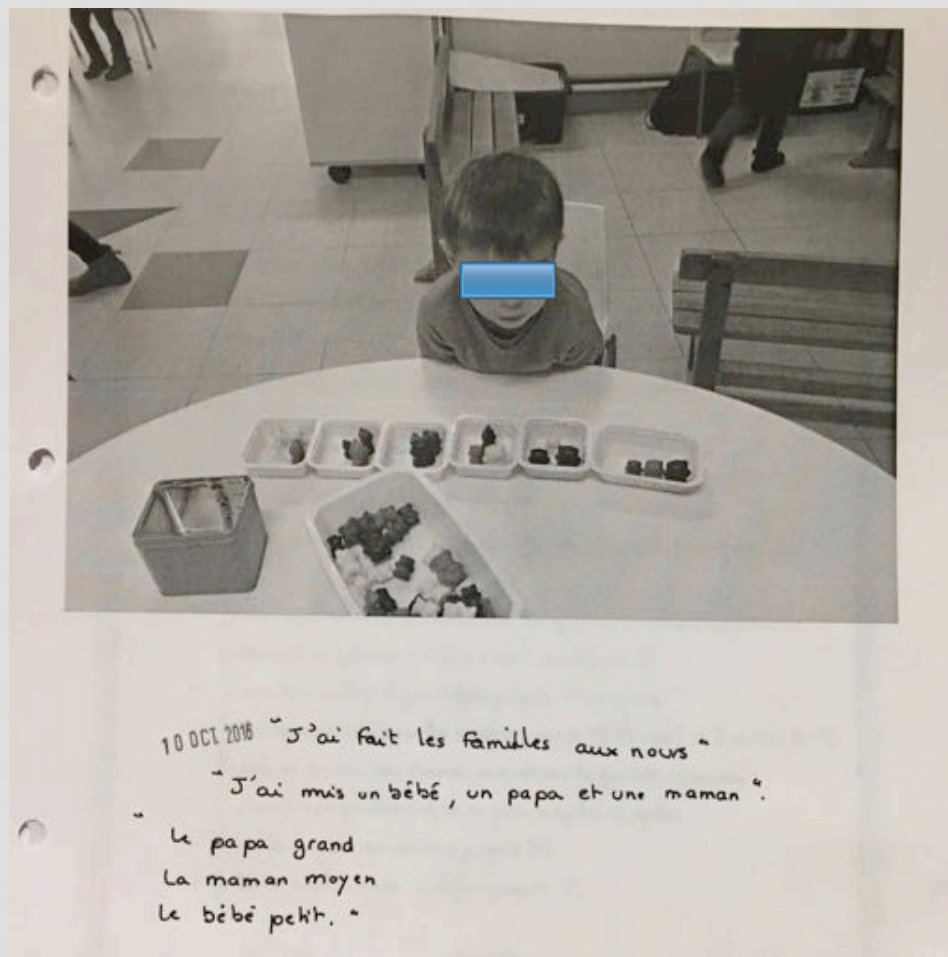 10 OCT 2016 "J'ai fait les familles aux nours"
"J'ai mis un bébé, un papa et une maman".
" le papa grand
La maman moyen
le bébé petit. "